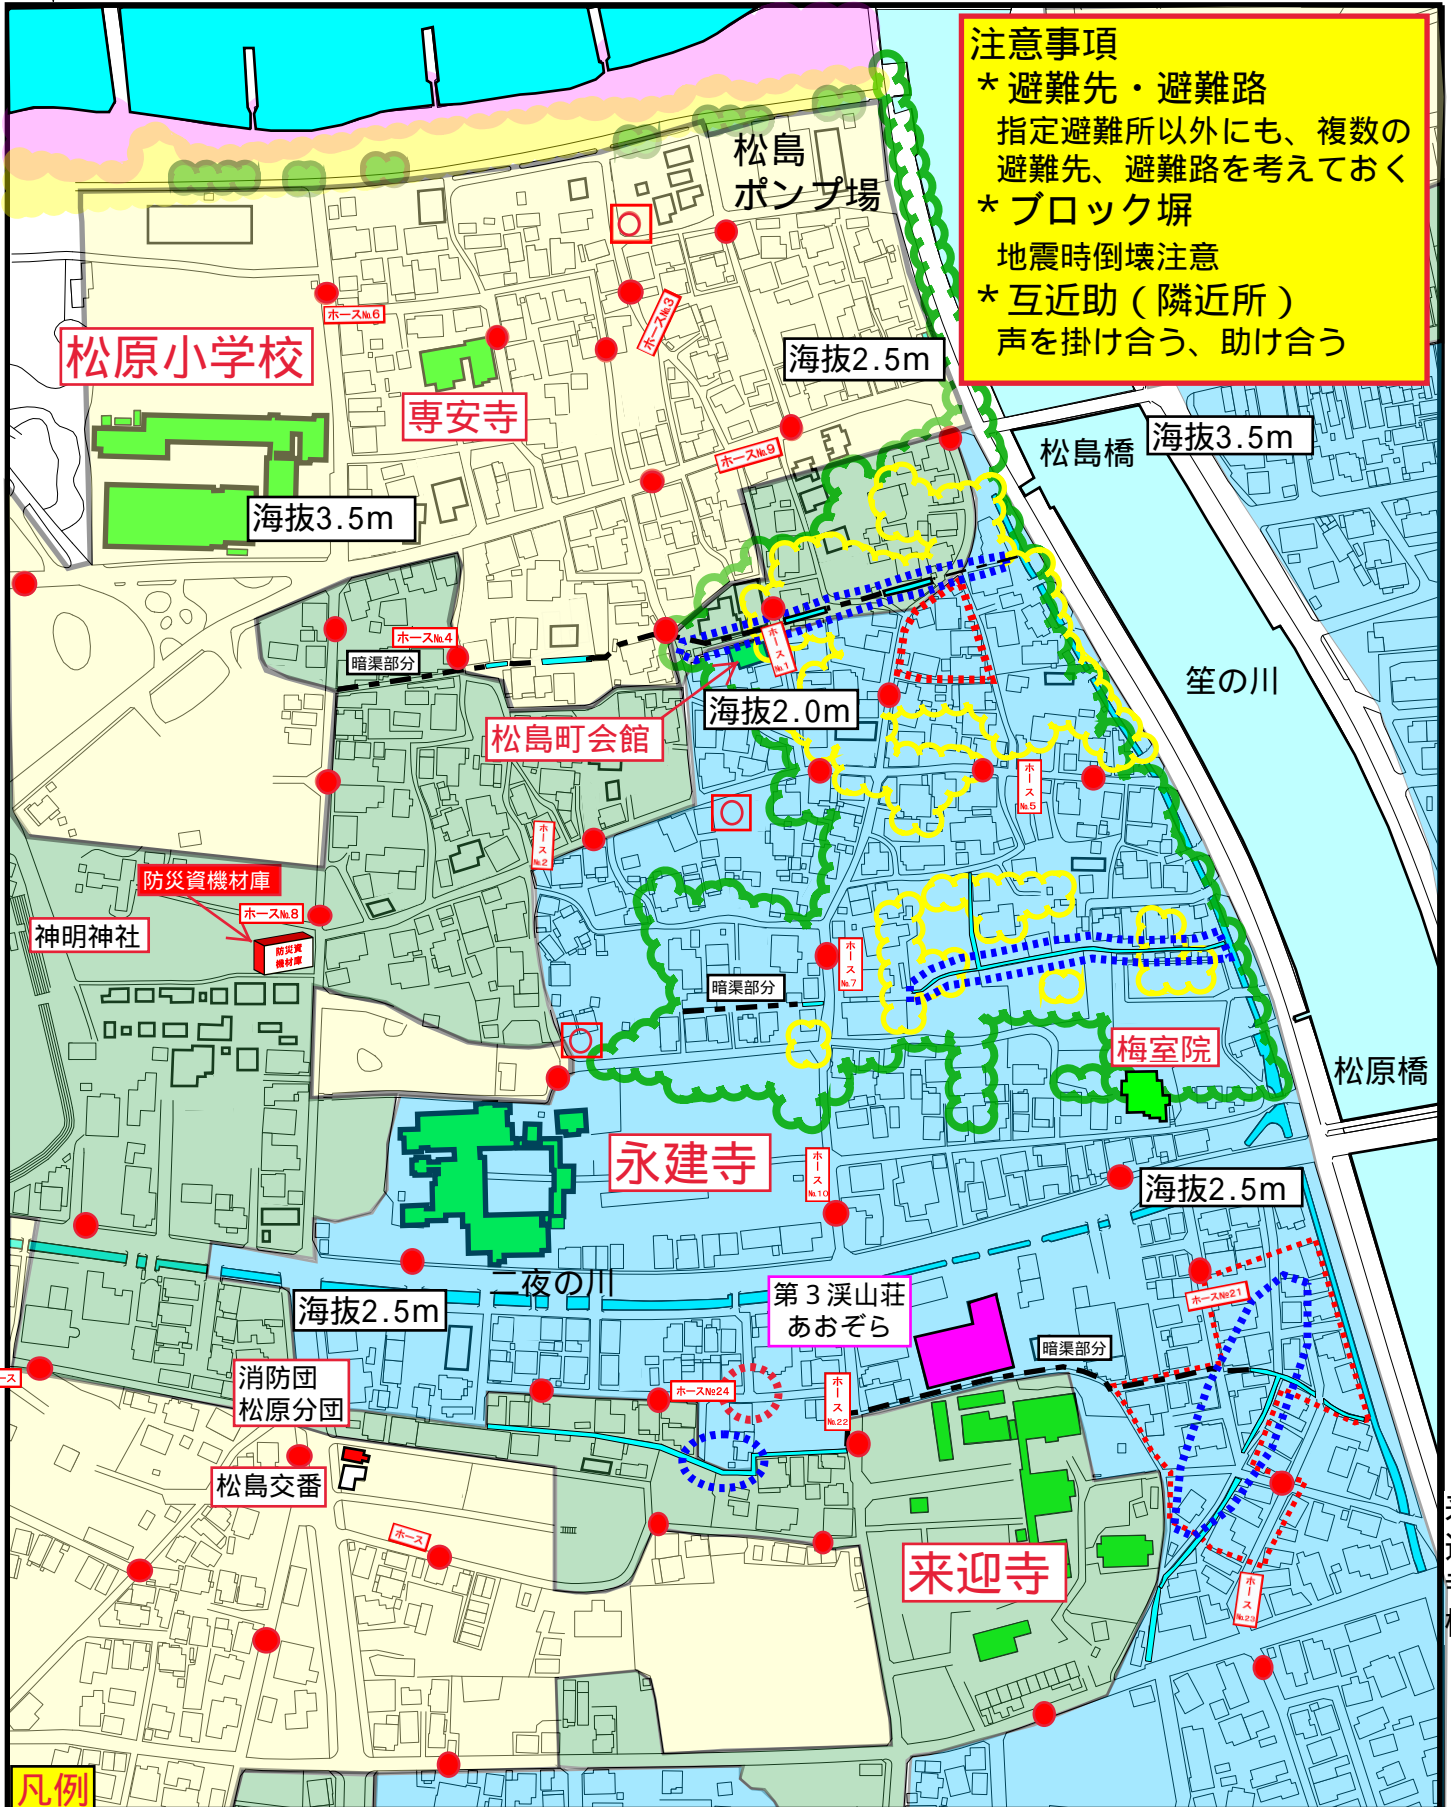 注意事項
*避難先・避難路
指定避難所以外にも、複数の
避難先、避難路を考えておく
*ブロック塀
地震時倒壊注意
*互近助(隣近所)
声を掛け合う、助け合う
松島
ポンプ場
ホース№6
ホース№3
松原小学校
海抜2.5m
専安寺
海抜3.5m
松島橋
ホース№9
海抜3.5m
ホース№4
暗渠部分
ホース№1
笙の川
海抜2.0m
松島町会館
ホース№5
ホース№2
防災資機材庫
ホース№8
神明神社
防災資
機材庫
ホース№7
暗渠部分
梅室院
松原橋
永建寺
ホース№10
海抜2.5m
二夜の川
ホース№21
海抜2.5m
第3渓山荘
あおぞら
暗渠部分
ース
消防団
松原分団
ホース№24
ホース№22
松島交番
ホース
来迎寺
ホース№23
凡例